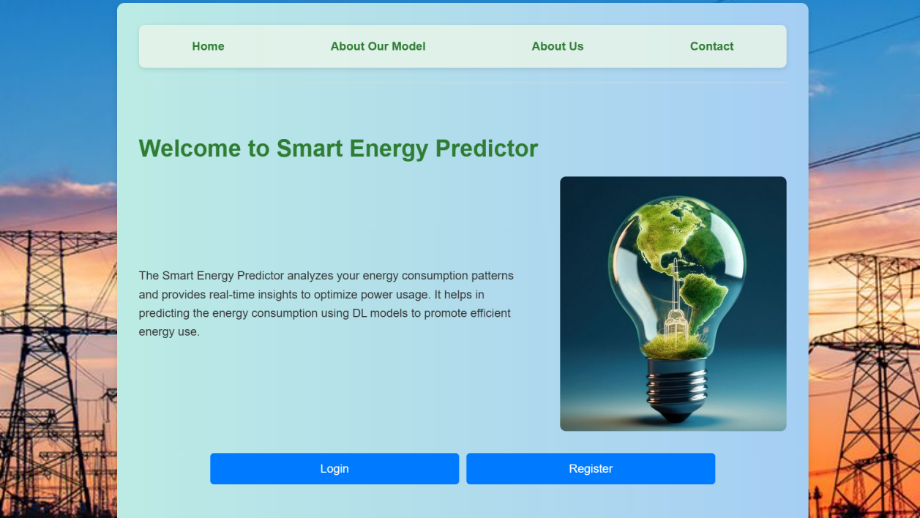 Home About Our Model About Us Contact
Welcome to Smart Energy Predictor
The Smart Energy Predictor analyzes your energy consumption patterns
and provides real-time insights to optimize power usage. It helps in
predicting the energy consumption using DL models to promote efficient
energy use.
Login Register